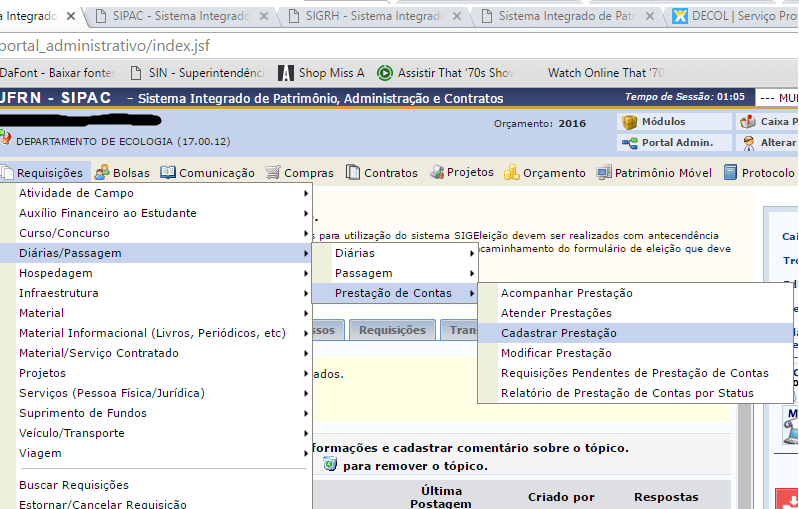 a Integrado
SIPAC - Sistema Integrado
SIGRH - Sistema Integrado
Sistema Integrado de Patr
DECOL | Serviço Pro
portal_administrativo/index.jsf
DaFont - Baixar fontes
SIN - Superintendênci
Shop Miss A
Assistir That '70s Show
Watch Online That '70
UFRN - SIPAC - Sistema Integrado de Patrimônio, Administração e Contratos
Tempo de Sessão: 01:05
--- MU
Orçamento: 2016
Módulos
Caixa P
DEPARTAMENTO DE ECOLOGIA (17.00.12)
Portal Admin.
Alterar
Requisições
Bolsas
Comunicação
Compras
Contratos
Projetos
Orçamento
Patrimônio Móvel
Protocolo
Atividade de Campo
Auxílio Financeiro ao Estudante
Curso/Concurso
Diárias/Passagem
Hospedagem
Infraestrutura
Material
Material Informacional (Livros, Periódicos, etc)
Material/Serviço Contratado
Projetos
Serviços (Pessoa Física/Jurídica)
Suprimento de Fundos
Veículo/Transporte
Viagem
Buscar Requisições
Estornar/Cancelar Requisição
s para utilização do sistema SIGEleição devem ser realizados com antecendência
caminhamento do formulário de eleição que deve
Diárias
Passagem
Prestação de Contas
Acompanhar Prestação
Atender Prestações
Cadastrar Prestação
Modificar Prestação
Requisições Pendentes de Prestação de Contas
Relatório de Prestação de Contas por Status
ssos
Requisições
Tran
ados.
formações e cadastrar comentário sobre o tópico.
para remover o tópico.
Última
Postagem
Criado por
Respostas
Cai
Tro